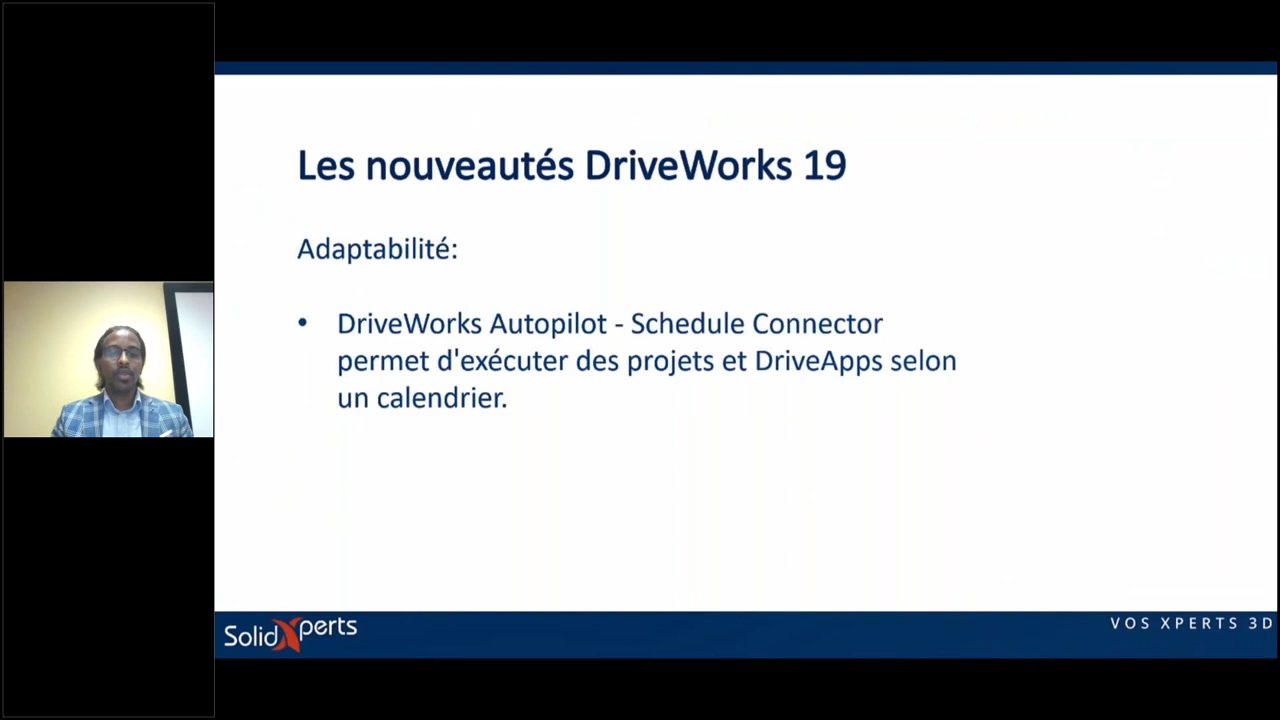 Les nouveautés DriveWorks 19
Adaptabilité:
• DriveWorks Autopilot - Schedule Connector
permet d'exécuter des projets et DriveApps selon
un calendrier.
SolidXperts
VOS XPERTS 3D